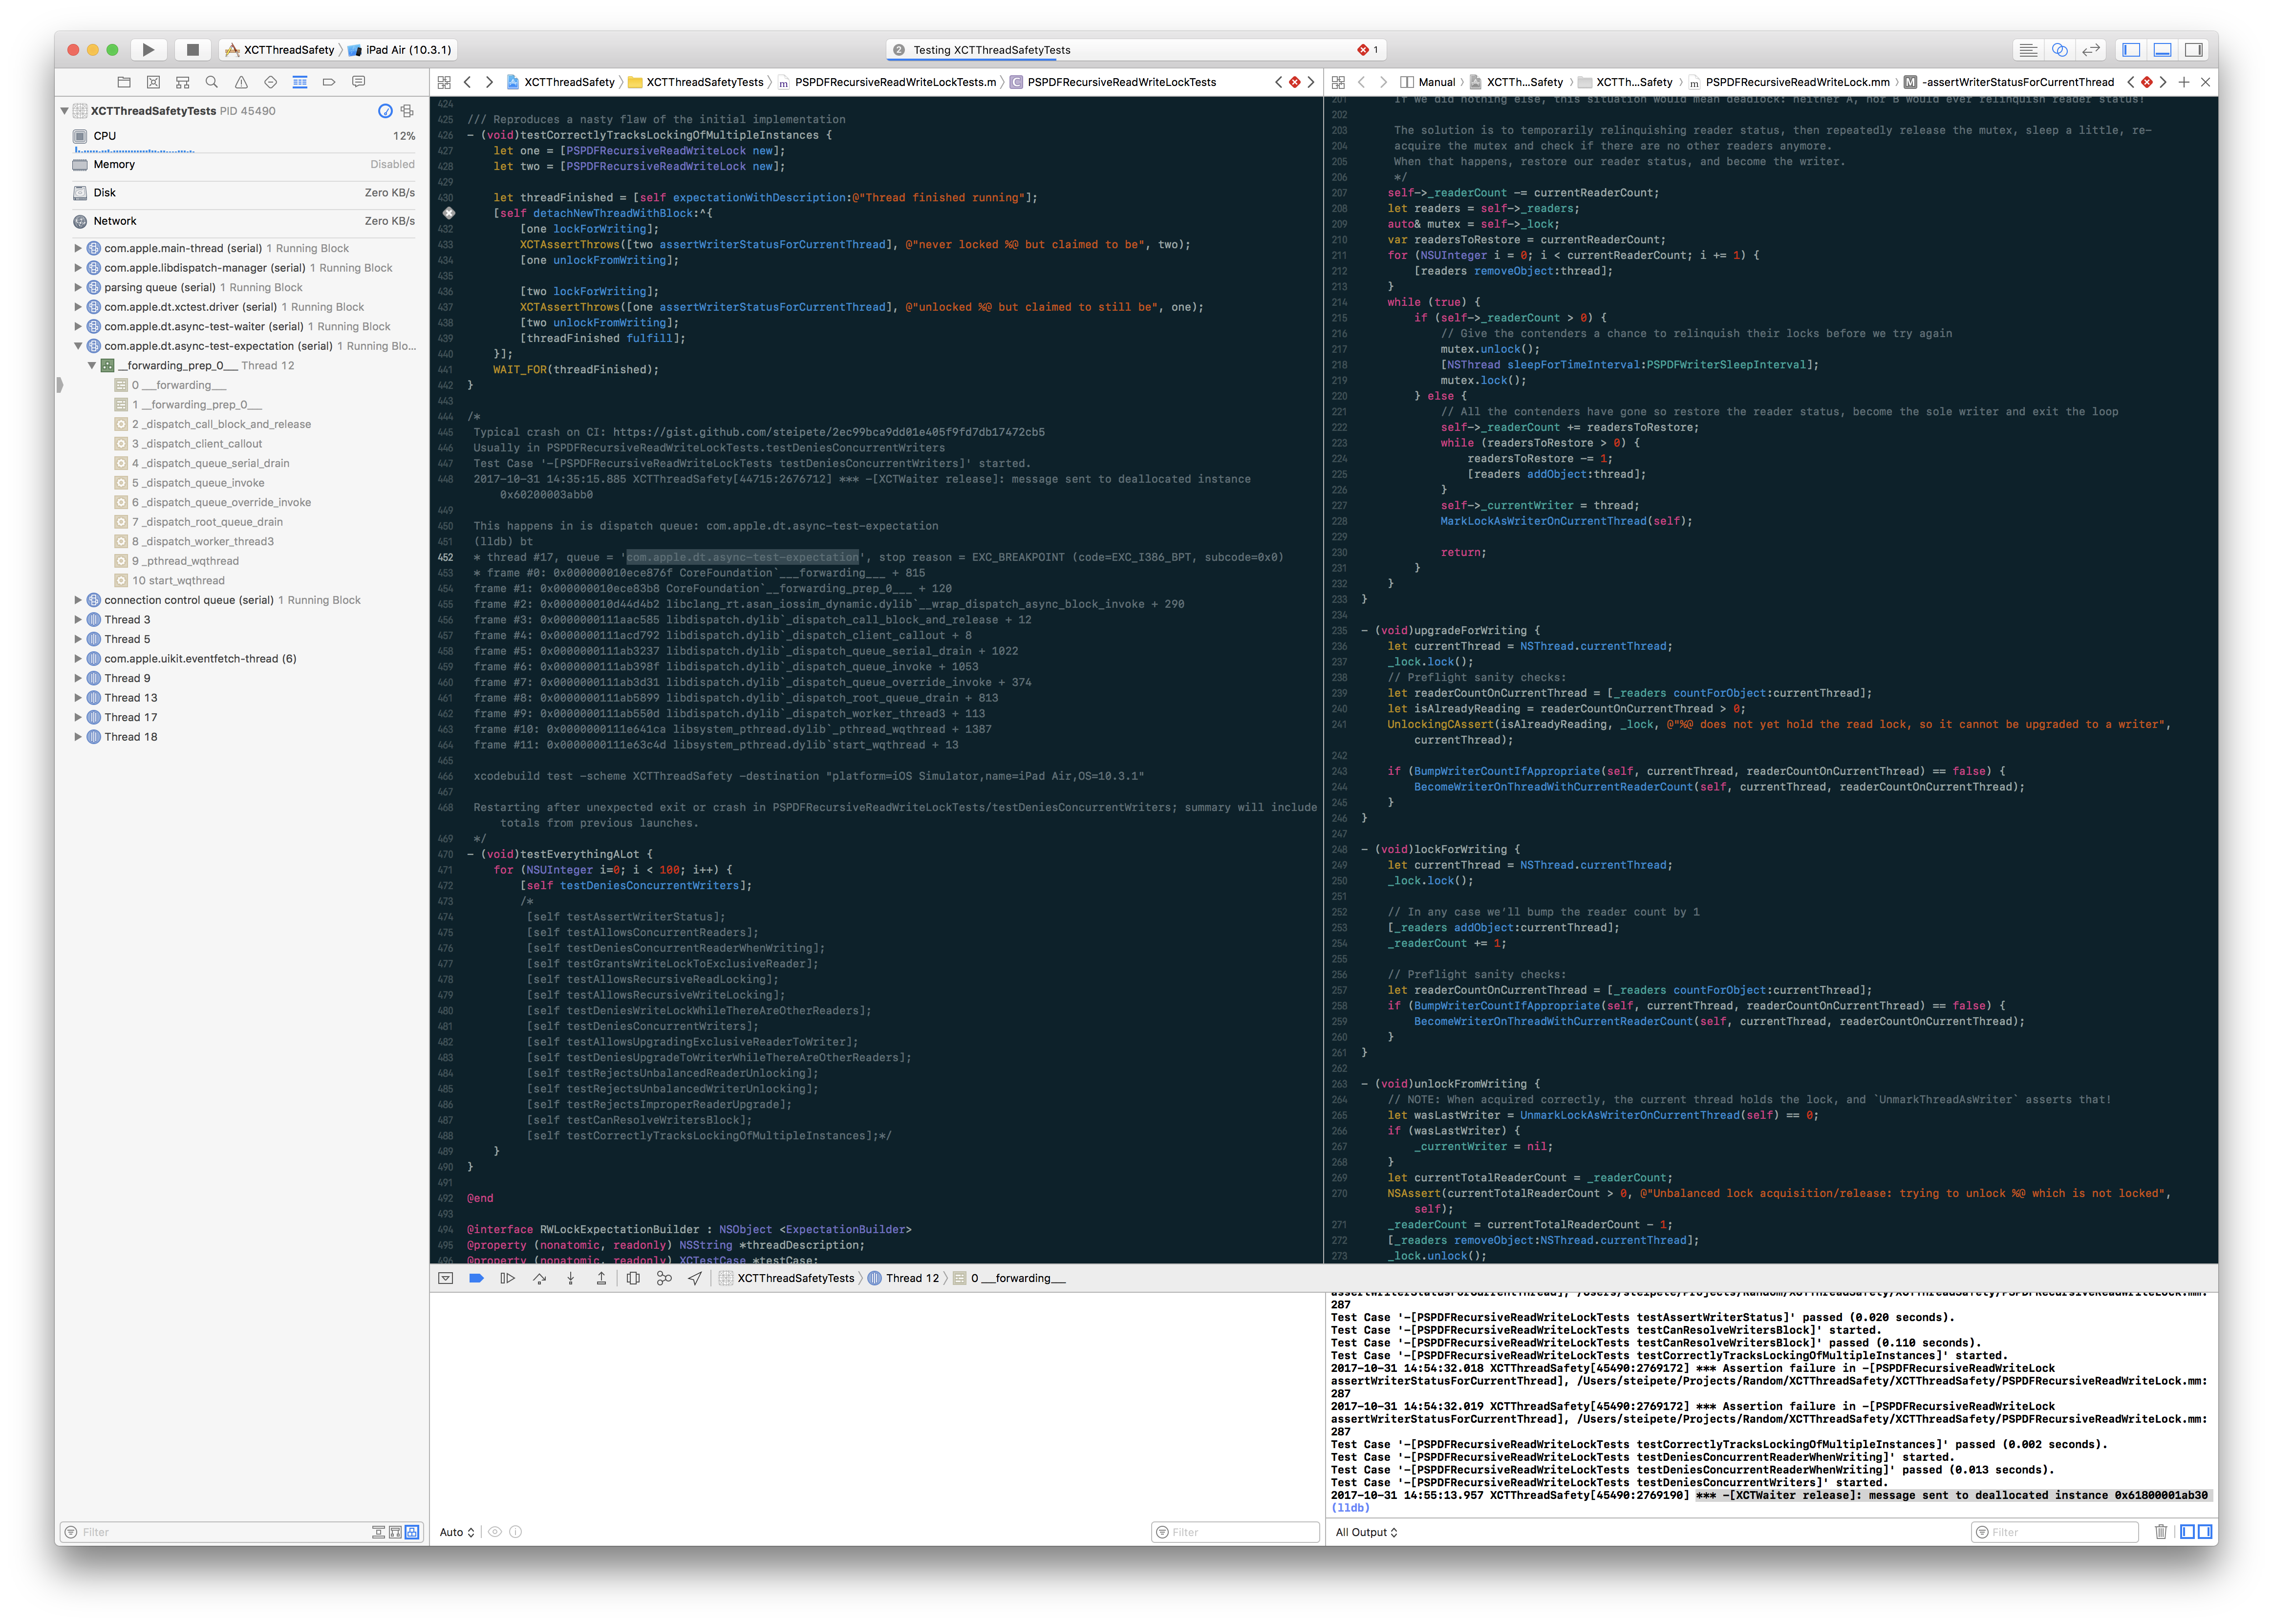 XCTThreadSafety 〉 iPad Air (10.3.1)
2 Testing XCTThreadSafetyTests
1
XCTThreadSafety 〉 XCTThreadSafetyTests 〉 PSPDFRecursiveReadWriteLockTests.m 〉 C PSPDFRecursiveReadWriteLockTests
Manual 〉 XCTTh…Safety 〉 XCTTh…Safety 〉 m PSPDFRecursiveReadWriteLock.mm 〉 M -assertWriterStatusForCurrentThread
XCTThreadSafetyTests PID 45490
CPU 12%
Memory Disabled
Disk Zero KB/s
Network Zero KB/s
com.apple.main-thread (serial) 1 Running Block
com.apple.libdispatch-manager (serial) 1 Running Block
parsing queue (serial) 1 Running Block
com.apple.dt.xctest.driver (serial) 1 Running Block
com.apple.dt.async-test-waiter (serial) 1 Running Block
com.apple.dt.async-test-expectation (serial) 1 Running Blo...
__forwarding_prep_0___ Thread 12
0 ___forwarding___
1 __forwarding_prep_0___
2 _dispatch_call_block_and_release
3 _dispatch_client_callout
4 _dispatch_queue_serial_drain
5 _dispatch_queue_invoke
6 _dispatch_queue_override_invoke
7 _dispatch_root_queue_drain
8 _dispatch_worker_thread3
9 _pthread_wqthread
10 start_wqthread
connection control queue (serial) 1 Running Block
Thread 3
Thread 5
com.apple.uikit.eventfetch-thread (6)
Thread 9
Thread 13
Thread 17
Thread 18
Filter
424
425 /// Reproduces a nasty flaw of the initial implementation
426 - (void)testCorrectlyTracksLockingOfMultipleInstances {
427 let one = [PSPDFRecursiveReadWriteLock new];
428 let two = [PSPDFRecursiveReadWriteLock new];
429
430 let threadFinished = [self expectationWithDescription:@"Thread finished running"];
[self detachNewThreadWithBlock:^{
432 [one lockForWriting];
433 XCTAssertThrows([two assertWriterStatusForCurrentThread], @"never locked %@ but claimed to be", two);
434 [one unlockFromWriting];
435
436 [two lockForWriting];
437 XCTAssertThrows([one assertWriterStatusForCurrentThread], @"unlocked %@ but claimed to still be", one);
438 [two unlockFromWriting];
439 [threadFinished fulfill];
440 }];
441 WAIT_FOR(threadFinished);
442 }
443
444 /*
445 Typical crash on CI: https://gist.github.com/steipete/2ec99bca9dd01e405f9fd7db17472cb5
446 Usually in PSPDFRecursiveReadWriteLockTests.testDeniesConcurrentWriters
447 Test Case '-[PSPDFRecursiveReadWriteLockTests testDeniesConcurrentWriters]' started.
448 2017-10-31 14:35:15.885 XCTThreadSafety[44715:2676712] *** -[XCTWaiter release]: message sent to deallocated instance
0x60200003abb0
449
450 This happens in is dispatch queue: com.apple.dt.async-test-expectation
451 (lldb) bt
452 * thread #17, queue = 'com.apple.dt.async-test-expectation', stop reason = EXC_BREAKPOINT (code=EXC_I386_BPT, subcode=0x0)
453 * frame #0: 0x000000010ece876f CoreFoundation`___forwarding___ + 815
454 frame #1: 0x000000010ece83b8 CoreFoundation`__forwarding_prep_0___ + 120
455 frame #2: 0x000000010d44d4b2 libclang_rt.asan_iossim_dynamic.dylib`__wrap_dispatch_async_block_invoke + 290
456 frame #3: 0x0000000111aac585 libdispatch.dylib`_dispatch_call_block_and_release + 12
457 frame #4: 0x0000000111acd792 libdispatch.dylib`_dispatch_client_callout + 8
458 frame #5: 0x0000000111ab3237 libdispatch.dylib`_dispatch_queue_serial_drain + 1022
459 frame #6: 0x0000000111ab398f libdispatch.dylib`_dispatch_queue_invoke + 1053
460 frame #7: 0x0000000111ab3d31 libdispatch.dylib`_dispatch_queue_override_invoke + 374
461 frame #8: 0x0000000111ab5899 libdispatch.dylib`_dispatch_root_queue_drain + 813
462 frame #9: 0x0000000111ab550d libdispatch.dylib`_dispatch_worker_thread3 + 113
463 frame #10: 0x0000000111e641ca libsystem_pthread.dylib`_pthread_wqthread + 1387
464 frame #11: 0x0000000111e63c4d libsystem_pthread.dylib`start_wqthread + 13
465
466 xcodebuild test -scheme XCTThreadSafety -destination "platform=iOS Simulator,name=iPad Air,OS=10.3.1"
467
468 Restarting after unexpected exit or crash in PSPDFRecursiveReadWriteLockTests/testDeniesConcurrentWriters; summary will include
totals from previous launches.
469 */
470 - (void)testEverythingALot {
471 for (NSUInteger i=0; i < 100; i++) {
472 [self testDeniesConcurrentWriters];
473 /*
474 [self testAssertWriterStatus];
475 [self testAllowsConcurrentReaders];
476 [self testDeniesConcurrentReaderWhenWriting];
477 [self testGrantsWriteLockToExclusiveReader];
478 [self testAllowsRecursiveReadLocking];
479 [self testAllowsRecursiveWriteLocking];
480 [self testDeniesWriteLockWhileThereAreOtherReaders];
481 [self testDeniesConcurrentWriters];
482 [self testAllowsUpgradingExclusiveReaderToWriter];
483 [self testDeniesUpgradeToWriterWhileThereAreOtherReaders];
484 [self testRejectsUnbalancedReaderUnlocking];
485 [self testRejectsUnbalancedWriterUnlocking];
486 [self testRejectsImproperReaderUpgrade];
487 [self testCanResolveWritersBlock];
488 [self testCorrectlyTracksLockingOfMultipleInstances];*/
489 }
490 }
491
492 @end
493
494 @interface RWLockExpectationBuilder : NSObject <ExpectationBuilder>
495 @property (nonatomic, readonly) NSString *threadDescription;
496 @property (nonatomic, readonly) XCTestCase *testCase;
201 If we did nothing else, this situation would mean deadlock: neither A, nor B would ever relinquish reader status!
202
203 The solution is to temporarily relinquishing reader status, then repeatedly release the mutex, sleep a little, re-
204 acquire the mutex and check if there are no other readers anymore.
205 When that happens, restore our reader status, and become the writer.
206 */
207 self->_readerCount -= currentReaderCount;
208 let readers = self->_readers;
209 auto& mutex = self->_lock;
210 var readersToRestore = currentReaderCount;
211 for (NSUInteger i = 0; i < currentReaderCount; i += 1) {
212 [readers removeObject:thread];
213 }
214 while (true) {
215 if (self->_readerCount > 0) {
216 // Give the contenders a chance to relinquish their locks before we try again
217 mutex.unlock();
218 [NSThread sleepForTimeInterval:PSPDFWriterSleepInterval];
219 mutex.lock();
220 } else {
221 // All the contenders have gone so restore the reader status, become the sole writer and exit the loop
222 self->_readerCount += readersToRestore;
223 while (readersToRestore > 0) {
224 readersToRestore -= 1;
225 [readers addObject:thread];
226 }
227 self->_currentWriter = thread;
228 MarkLockAsWriterOnCurrentThread(self);
229
230 return;
231 }
232 }
233 }
234
235 - (void)upgradeForWriting {
236 let currentThread = NSThread.currentThread;
237 _lock.lock();
238 // Preflight sanity checks:
239 let readerCountOnCurrentThread = [_readers countForObject:currentThread];
240 let isAlreadyReading = readerCountOnCurrentThread > 0;
241 UnlockingCAssert(isAlreadyReading, _lock, @"%@ does not yet hold the read lock, so it cannot be upgraded to a writer",
currentThread);
242
243 if (BumpWriterCountIfAppropriate(self, currentThread, readerCountOnCurrentThread) == false) {
244 BecomeWriterOnThreadWithCurrentReaderCount(self, currentThread, readerCountOnCurrentThread);
245 }
246 }
247
248 - (void)lockForWriting {
249 let currentThread = NSThread.currentThread;
250 _lock.lock();
251
252 // In any case we’ll bump the reader count by 1
253 [_readers addObject:currentThread];
254 _readerCount += 1;
255
256 // Preflight sanity checks:
257 let readerCountOnCurrentThread = [_readers countForObject:currentThread];
258 if (BumpWriterCountIfAppropriate(self, currentThread, readerCountOnCurrentThread) == false) {
259 BecomeWriterOnThreadWithCurrentReaderCount(self, currentThread, readerCountOnCurrentThread);
260 }
261 }
262
263 - (void)unlockFromWriting {
264 // NOTE: When acquired correctly, the current thread holds the lock, and `UnmarkThreadAsWriter` asserts that!
265 let wasLastWriter = UnmarkLockAsWriterOnCurrentThread(self) == 0;
266 if (wasLastWriter) {
267 _currentWriter = nil;
268 }
269 let currentTotalReaderCount = _readerCount;
270 NSAssert(currentTotalReaderCount > 0, @"Unbalanced lock acquisition/release: trying to unlock %@ which is not locked",
self);
271 _readerCount = currentTotalReaderCount - 1;
272 [_readers removeObject:NSThread.currentThread];
273 _lock.unlock();
XCTThreadSafetyTests 〉 Thread 12 〉 0 ___forwarding___
Auto
Filter
assertWriterStatusForCurrentThread], /Users/steipete/Projects/Random/XCTThreadSafety/XCTThreadSafety/PSPDFRecursiveReadWriteLock.mm:
287
Test Case '-[PSPDFRecursiveReadWriteLockTests testAssertWriterStatus]' passed (0.020 seconds).
Test Case '-[PSPDFRecursiveReadWriteLockTests testCanResolveWritersBlock]' started.
Test Case '-[PSPDFRecursiveReadWriteLockTests testCanResolveWritersBlock]' passed (0.110 seconds).
Test Case '-[PSPDFRecursiveReadWriteLockTests testCorrectlyTracksLockingOfMultipleInstances]' started.
2017-10-31 14:54:32.018 XCTThreadSafety[45490:2769172] *** Assertion failure in -[PSPDFRecursiveReadWriteLock
assertWriterStatusForCurrentThread], /Users/steipete/Projects/Random/XCTThreadSafety/XCTThreadSafety/PSPDFRecursiveReadWriteLock.mm:
287
2017-10-31 14:54:32.019 XCTThreadSafety[45490:2769172] *** Assertion failure in -[PSPDFRecursiveReadWriteLock
assertWriterStatusForCurrentThread], /Users/steipete/Projects/Random/XCTThreadSafety/XCTThreadSafety/PSPDFRecursiveReadWriteLock.mm:
287
Test Case '-[PSPDFRecursiveReadWriteLockTests testCorrectlyTracksLockingOfMultipleInstances]' passed (0.002 seconds).
Test Case '-[PSPDFRecursiveReadWriteLockTests testDeniesConcurrentReaderWhenWriting]' started.
Test Case '-[PSPDFRecursiveReadWriteLockTests testDeniesConcurrentReaderWhenWriting]' passed (0.013 seconds).
Test Case '-[PSPDFRecursiveReadWriteLockTests testDeniesConcurrentWriters]' started.
2017-10-31 14:55:13.957 XCTThreadSafety[45490:2769190] *** -[XCTWaiter release]: message sent to deallocated instance 0x61800001ab30
(lldb)
All Output
Filter